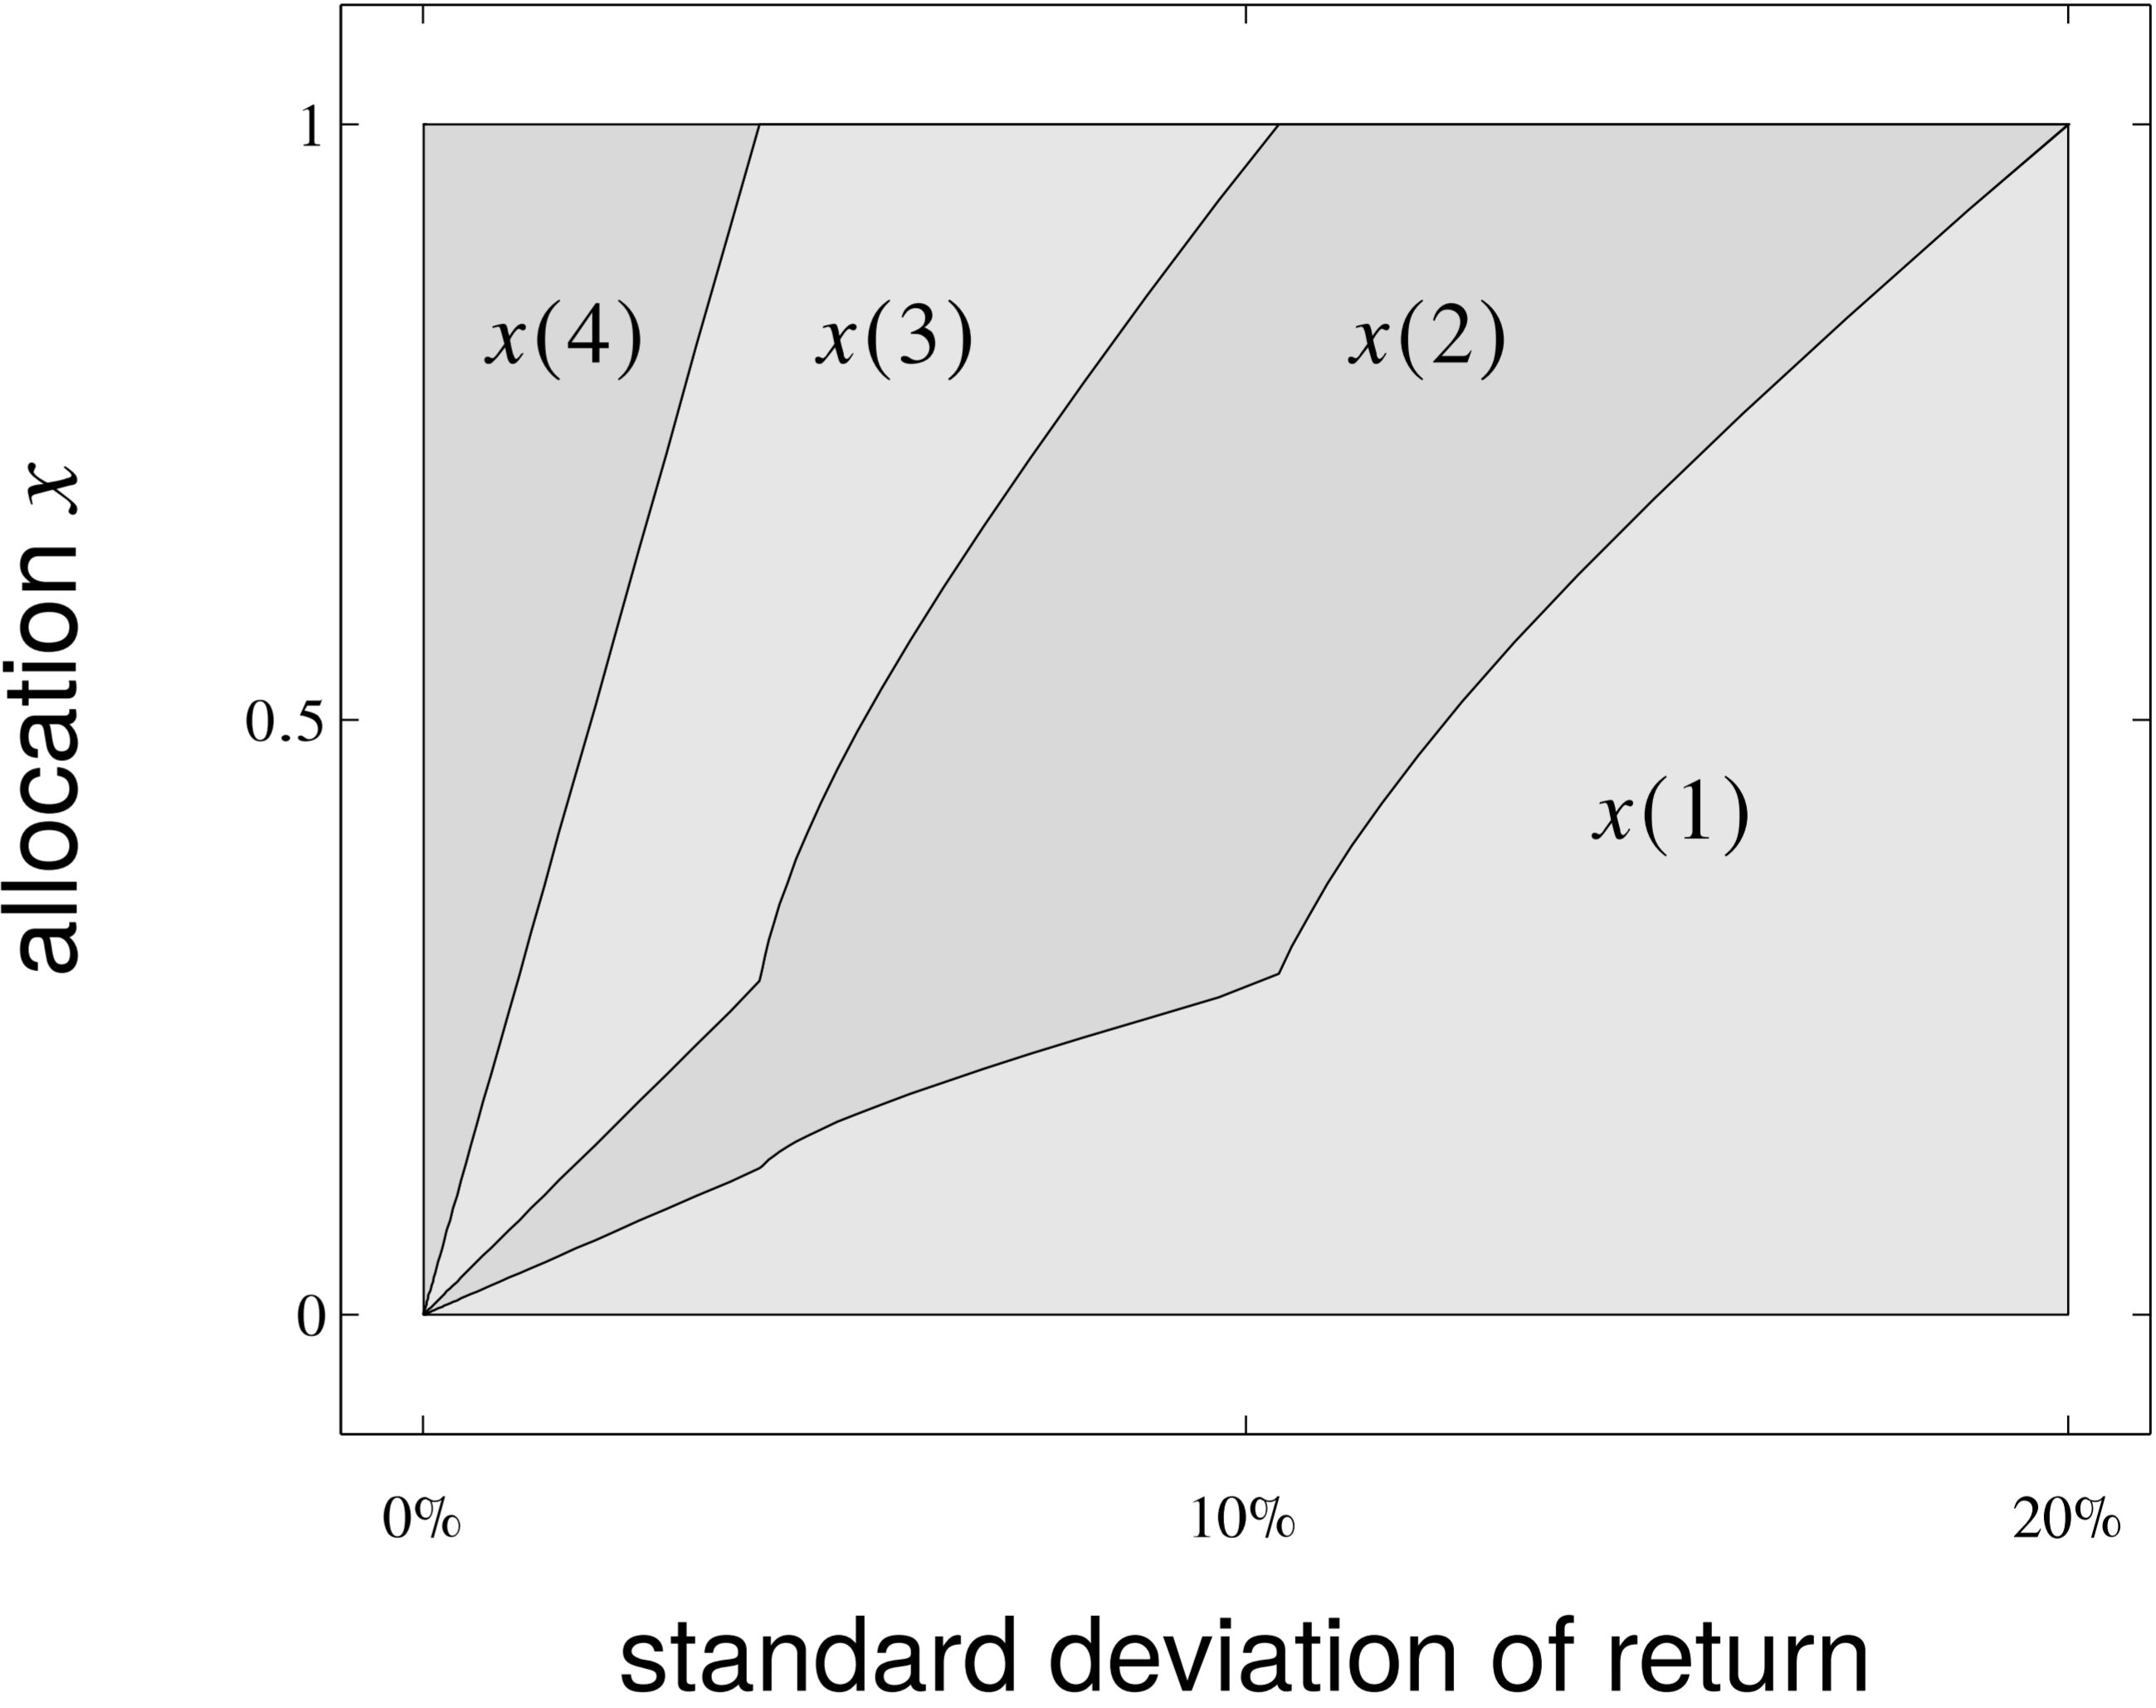 1
x(4) x(3) x(2)
0.5
x(1)
0
0% 10% 20%
allocation x
standard deviation of return